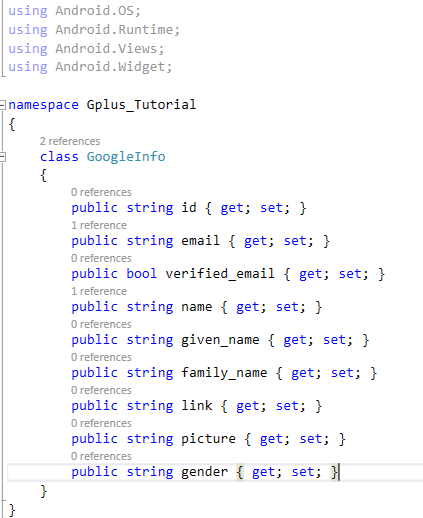 using Android.OS;
using Android.Runtime;
using Android.Views;
using Android.Widget;
namespace Gplus_Tutorial
{
2 references
class GoogleInfo
{
0 references
public string id { get; set; }
1 reference
public string email { get; set; }
0 references
public bool verified_email { get; set; }
1 reference
public string name { get; set; }
0 references
public string given_name { get; set; }
0 references
public string family_name { get; set; }
0 references
public string link { get; set; }
0 references
public string picture { get; set; }
0 references
public string gender { get; set; }
}
}